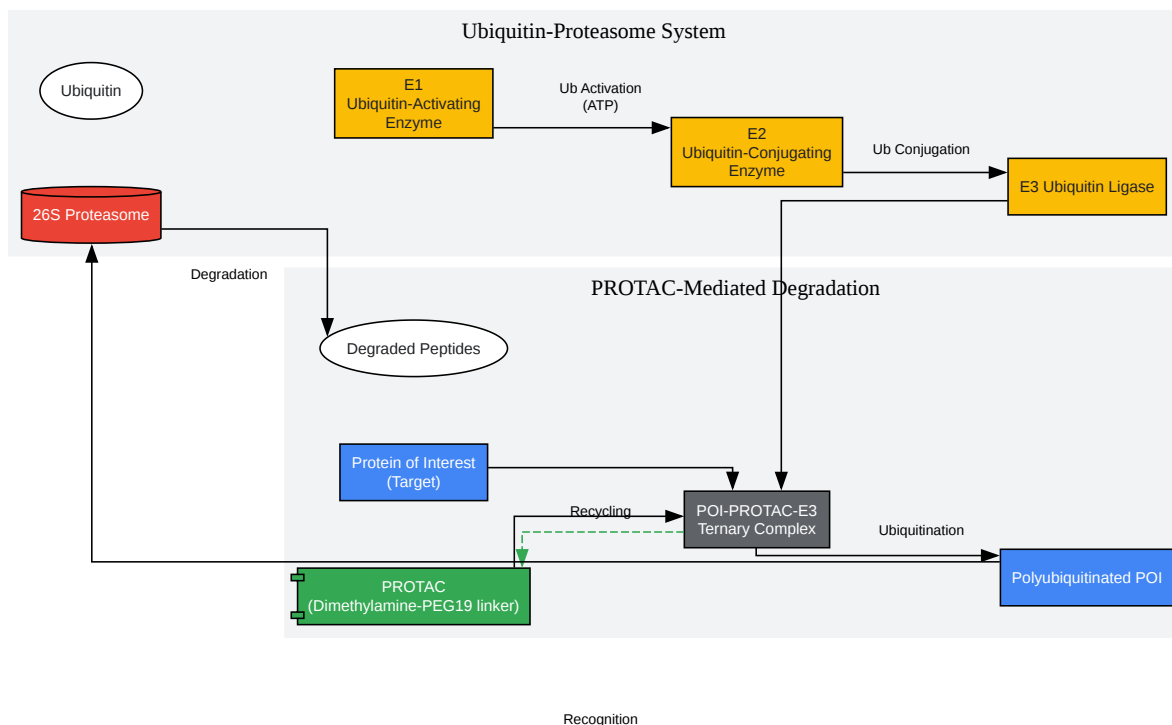 Ubiquitin-Proteasome System
Ubiquitin
E1
Ubiquitin-Activating
Enzyme
Ub Activation
(ATP)
E2
Ubiquitin-Conjugating
Enzyme
Ub Conjugation
E3 Ubiquitin Ligase
26S Proteasome
Degradation
PROTAC-Mediated Degradation
Degraded Peptides
Protein of Interest
(Target)
Recycling
POI-PROTAC-E3
Ternary Complex
Ubiquitination
Polyubiquitinated POI
PROTAC
(Dimethylamine-PEG19 linker)
Recognition